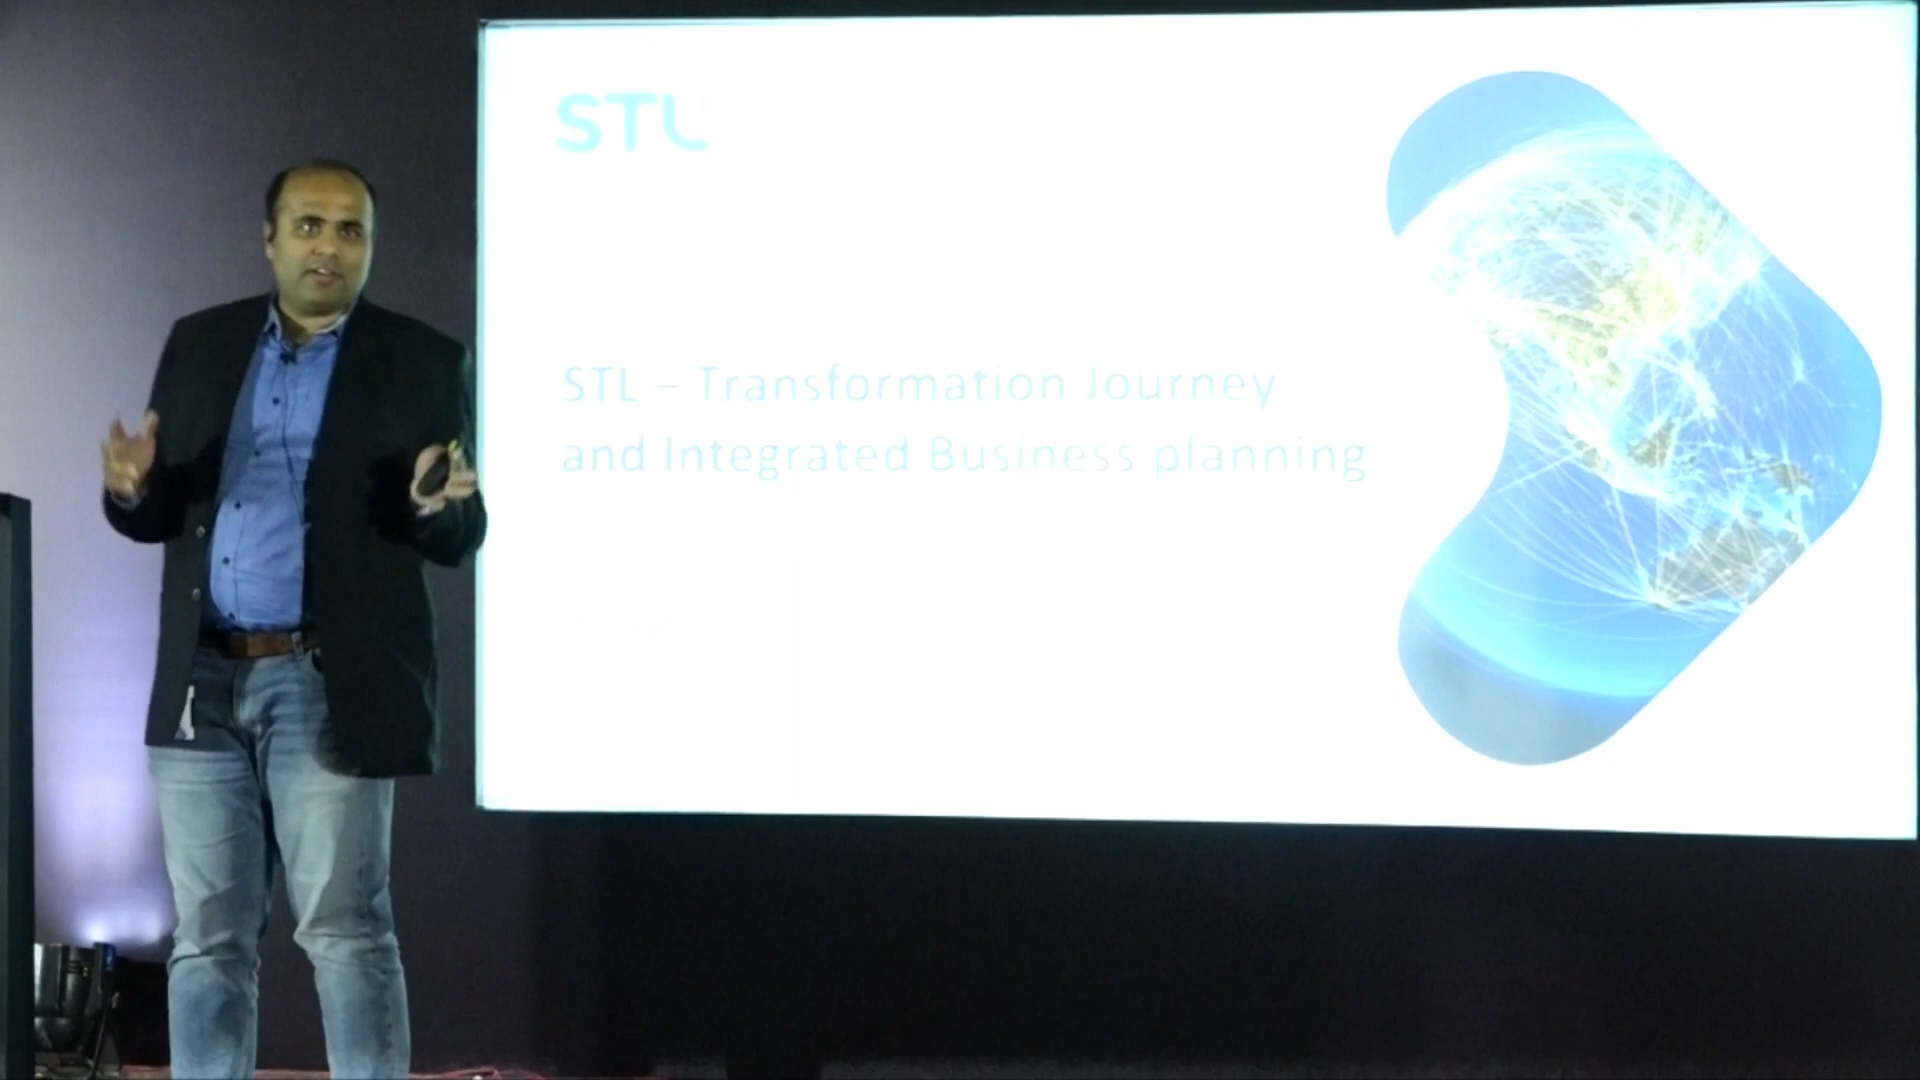 STL
STL – Transformation Journey
and Integrated Business planning